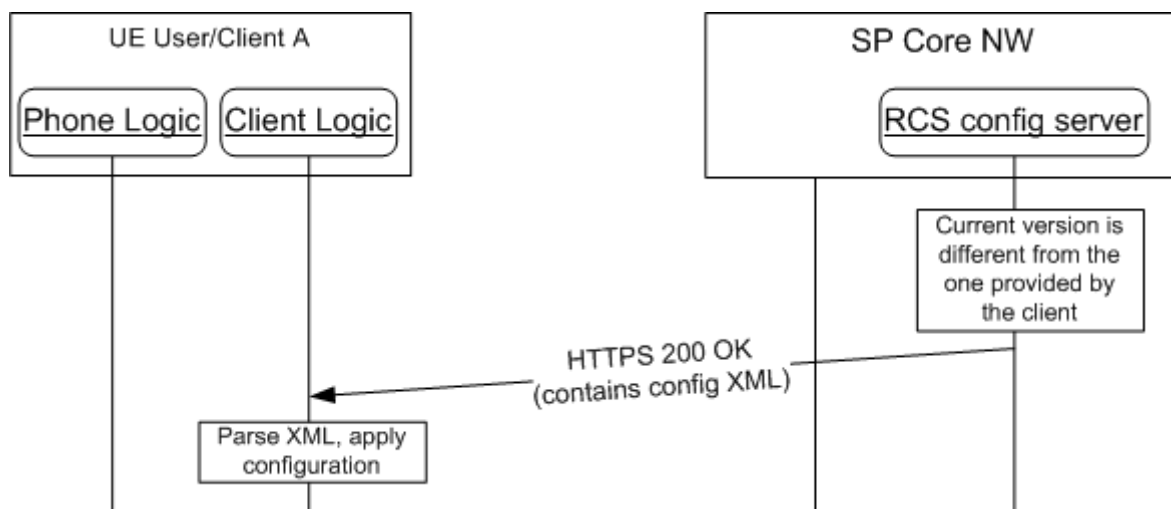 UE User/Client A
SP Core NW
Phone Logic
Client Logic
RCS config server
Current version is
different from the
one provided by
the client
HTTPS 200 OK
(contains config XML)
Parse XML, apply
configuration